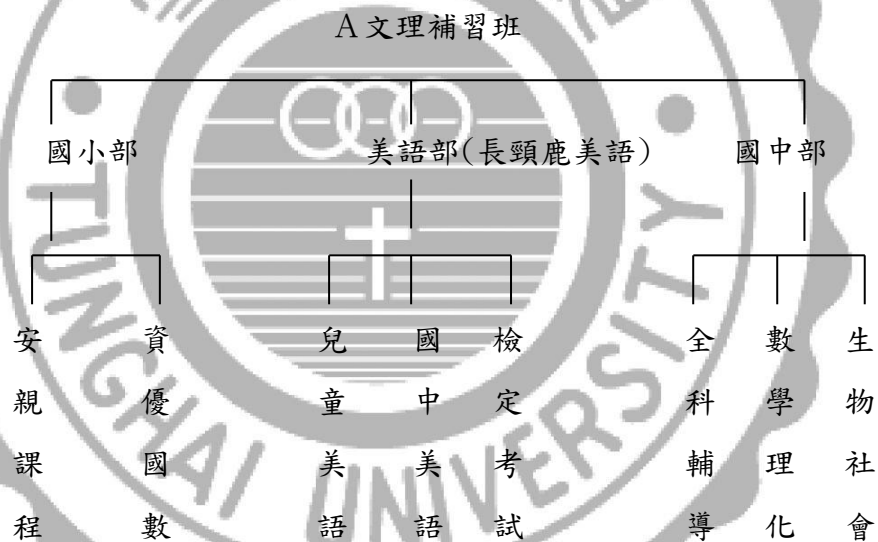 A文理補習班
國小部
美語部(長頸鹿美語)
國中部
安親課程
資優國數
兒童美語
國中美語
檢定考試
全科輔導
數學理化
生物社會
TUNGHAI UNIVERSITY